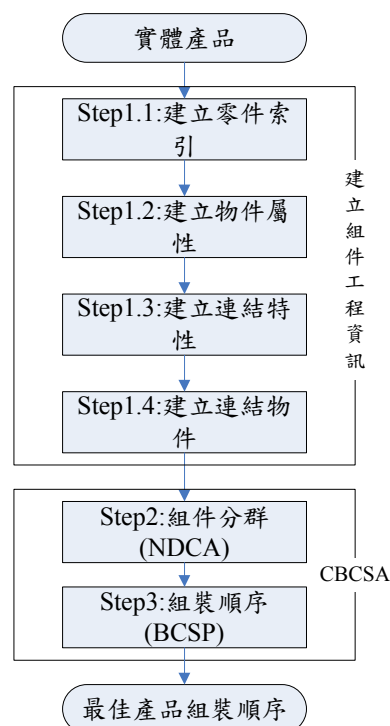 實體產品
Step1.1:建立零件索
引
Step1.2:建立物件屬
性
Step1.3:建立連結特
性
Step1.4:建立連結物
件
建立組件工程資訊
Step2:組件分群
(NDCA)
Step3:組裝順序
(BCSP)
CBCSA
最佳產品組裝順序